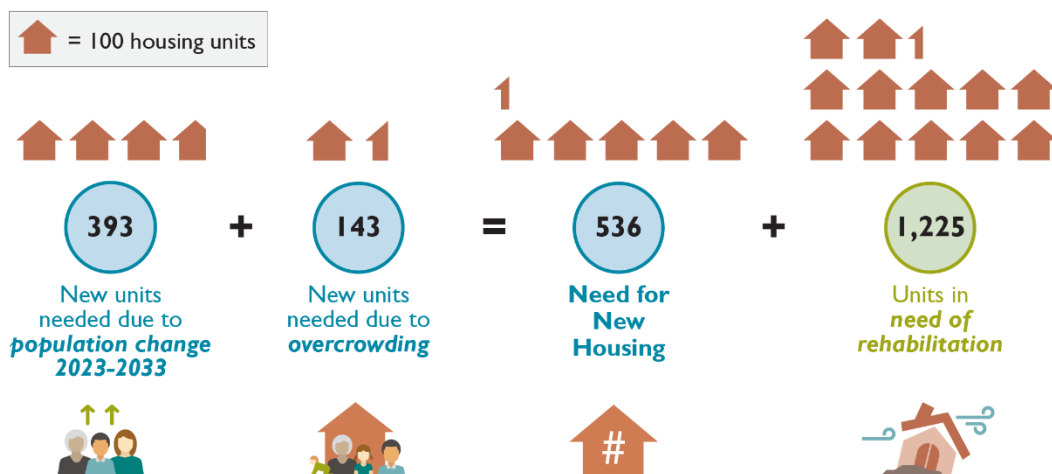 = 100 housing units
393
+
143
=
536
+
1,225
New units
needed due to
population change
2023-2033
New units
needed due to
overcrowding
Need for
New
Housing
Units in
need of
rehabilitation
#